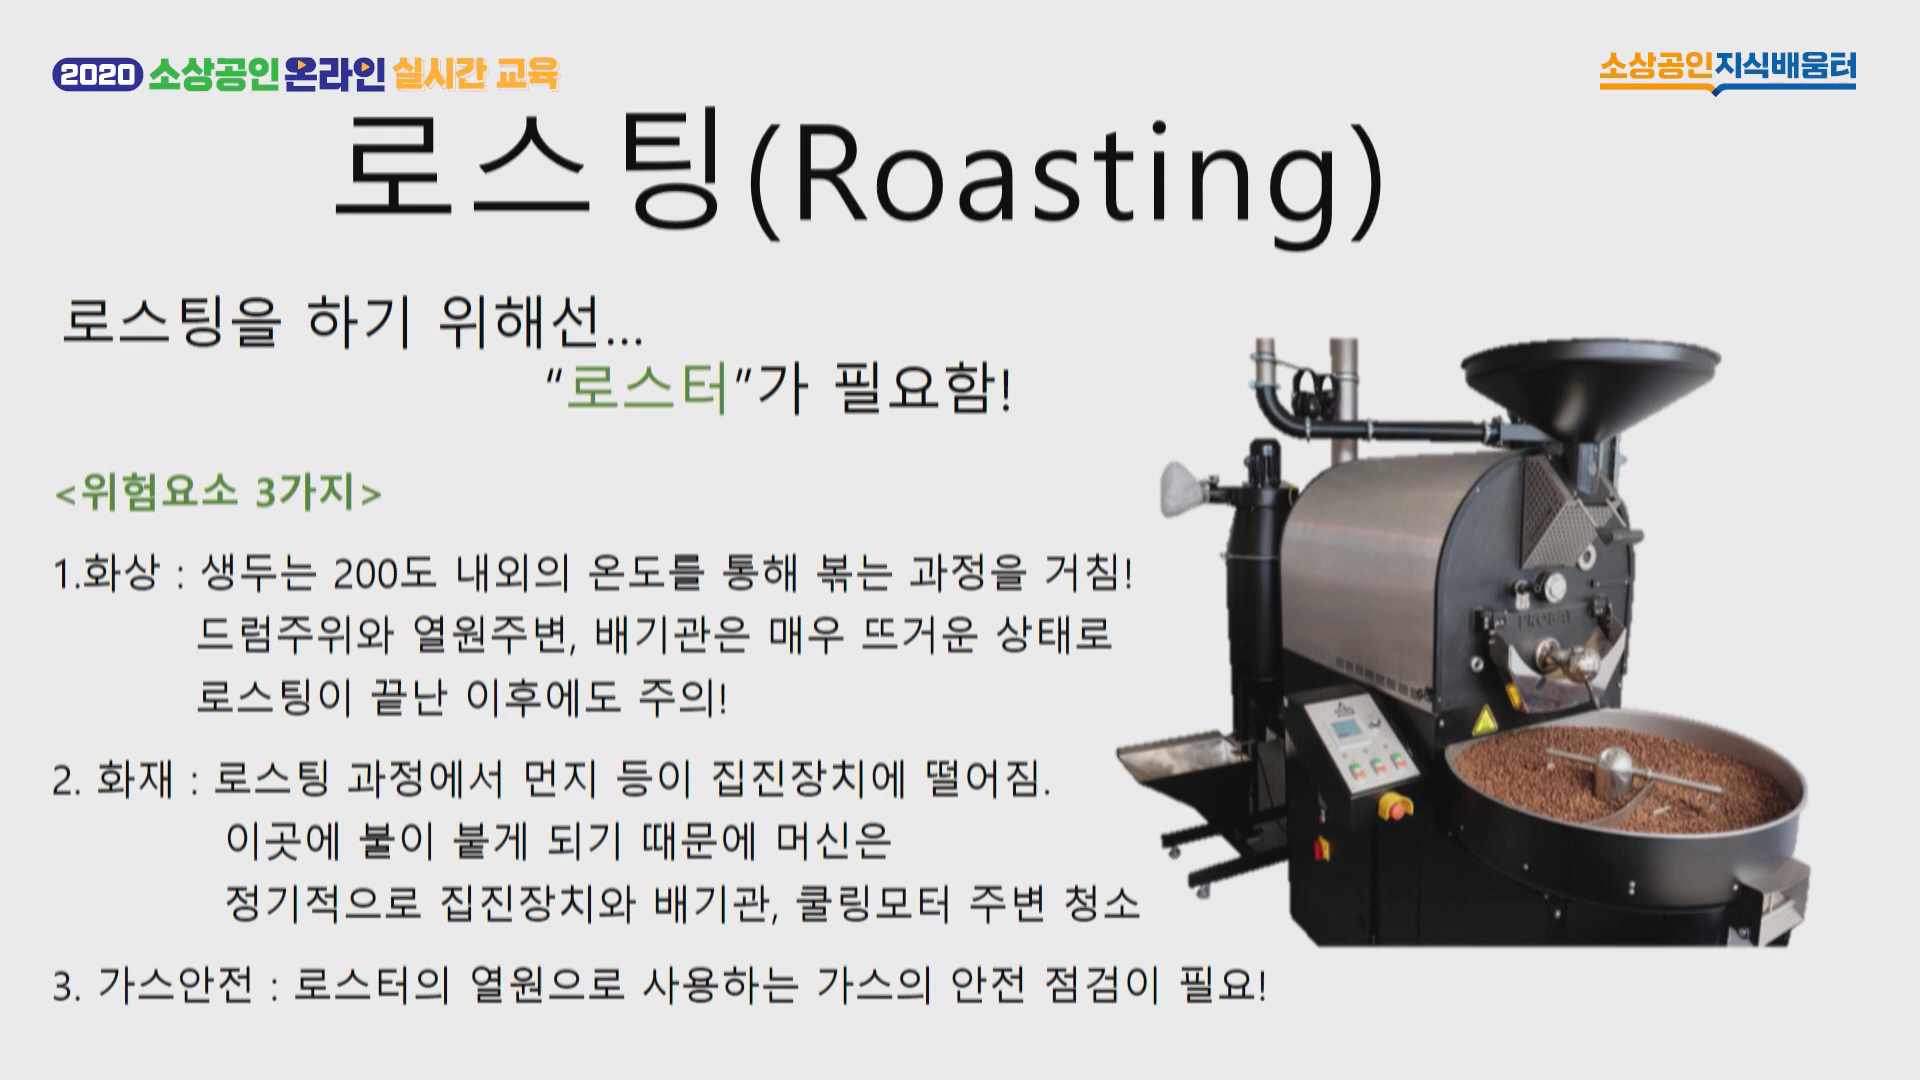 2020 소상공인 온라인 실시간 교육
소상공인지식배움터
로스팅(Roasting)
로스팅을 하기 위해선...
“로스터”가 필요함!
<위험요소 3가지>
1.화상 : 생두는 200도 내외의 온도를 통해 볶는 과정을 거침!
드럼주위와 열원주변, 배기관은 매우 뜨거운 상태로
로스팅이 끝난 이후에도 주의!
2. 화재 : 로스팅 과정에서 먼지 등이 집진장치에 떨어짐.
이곳에 불이 붙게 되기 때문에 머신은
정기적으로 집진장치와 배기관, 쿨링모터 주변 청소
3. 가스안전 : 로스터의 열원으로 사용하는 가스의 안전 점검이 필요!